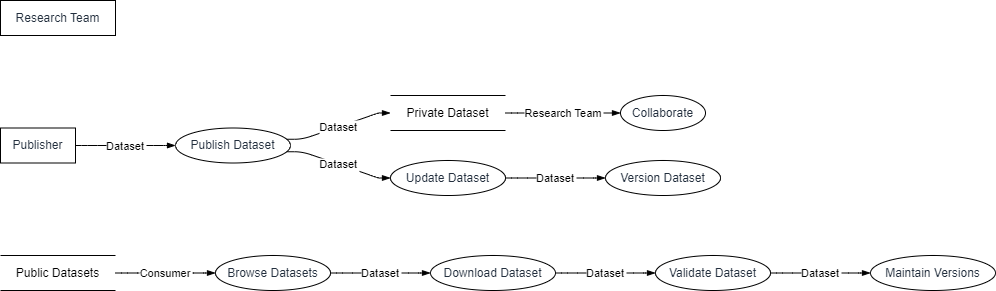 Research Team
Private Dataset
Research Team
Collaborate
Dataset
Publisher
Dataset
Publish Dataset
Dataset
Update Dataset
Dataset
Version Dataset
Public Datasets
Consumer
Browse Datasets
Dataset
Download Dataset
Dataset
Validate Dataset
Dataset
Maintain Versions